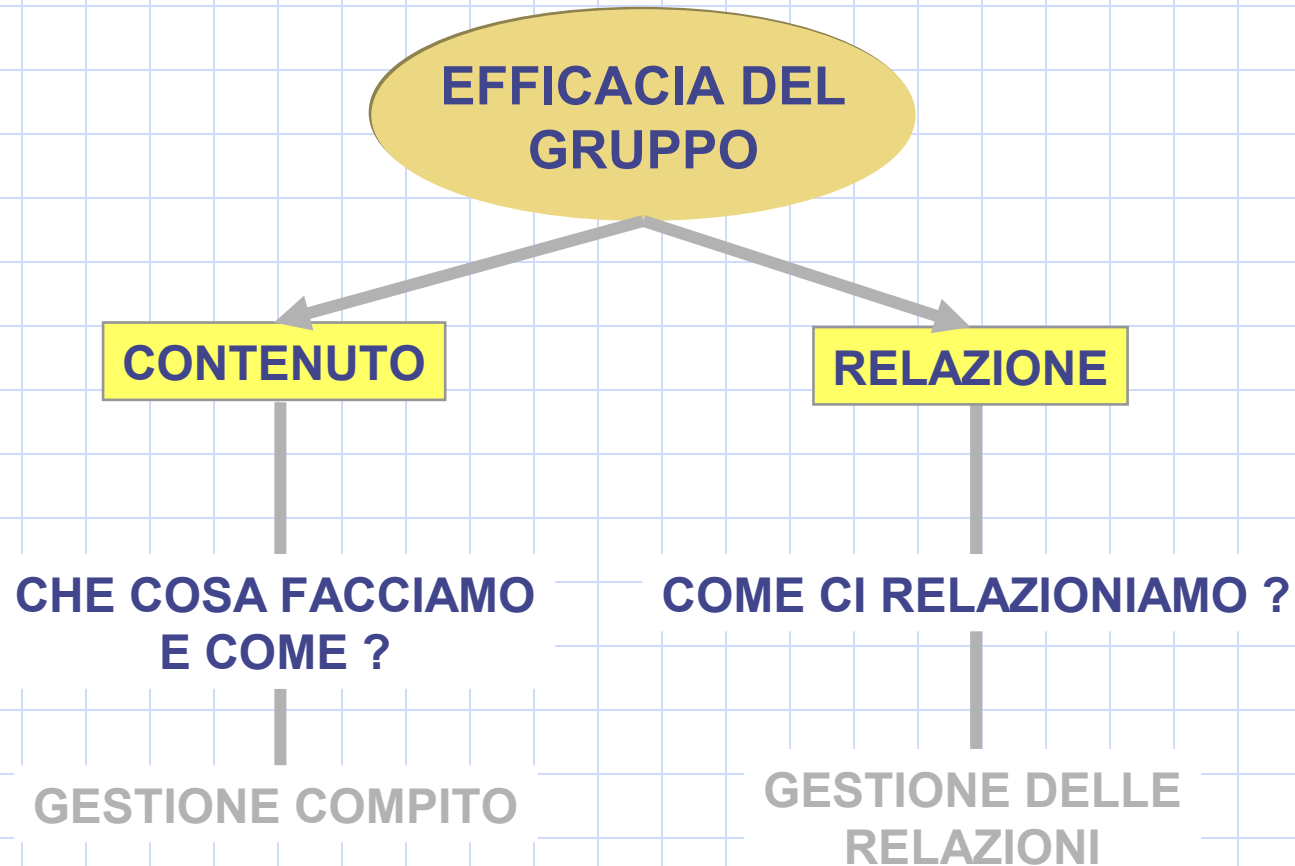 EFFICACIA DEL
GRUPPO
CONTENUTO
RELAZIONE
CHE COSA FACCIAMO
E COME ?
COME CI RELAZIONIAMO ?
GESTIONE COMPITO
GESTIONE DELLE
RELAZIONI